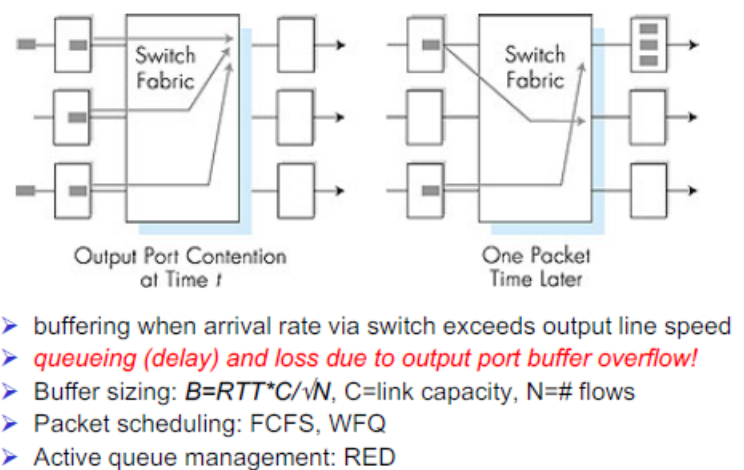 Switch
Fabric
Switch
Fabric
Output Port Contention
at Time t
One Packet
Time Later
buffering when arrival rate via switch exceeds output line speed
queueing (delay) and loss due to output port buffer overflow!
Buffer sizing: B=RTT*C/√N, C=link capacity, N=# flows
Packet scheduling: FCFS, WFQ
Active queue management: RED